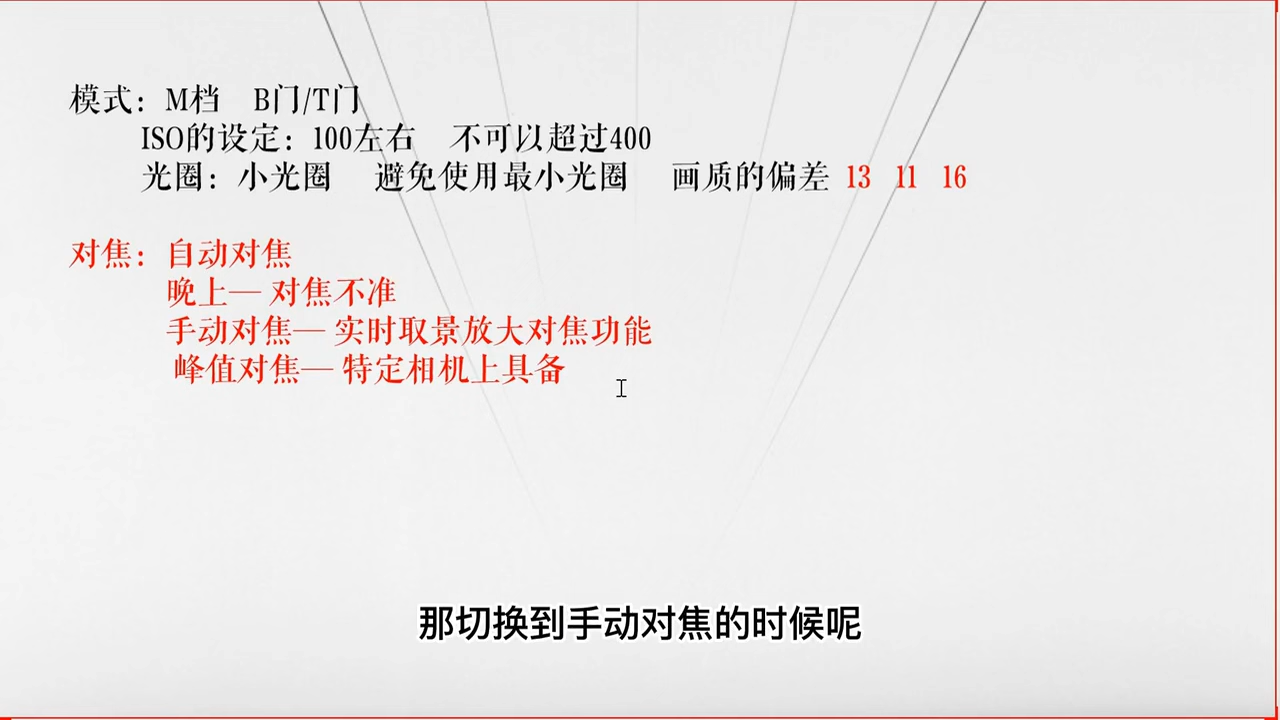 模式：M档 B门/T门
ISO的设定：100左右 不可以超过400
光圈：小光圈 避免使用最小光圈 画质的偏差 13 11 16
对焦：自动对焦
晚上— 对焦不准
手动对焦— 实时取景放大对焦功能
峰值对焦— 特定相机上具备
那切换到手动对焦的时候呢